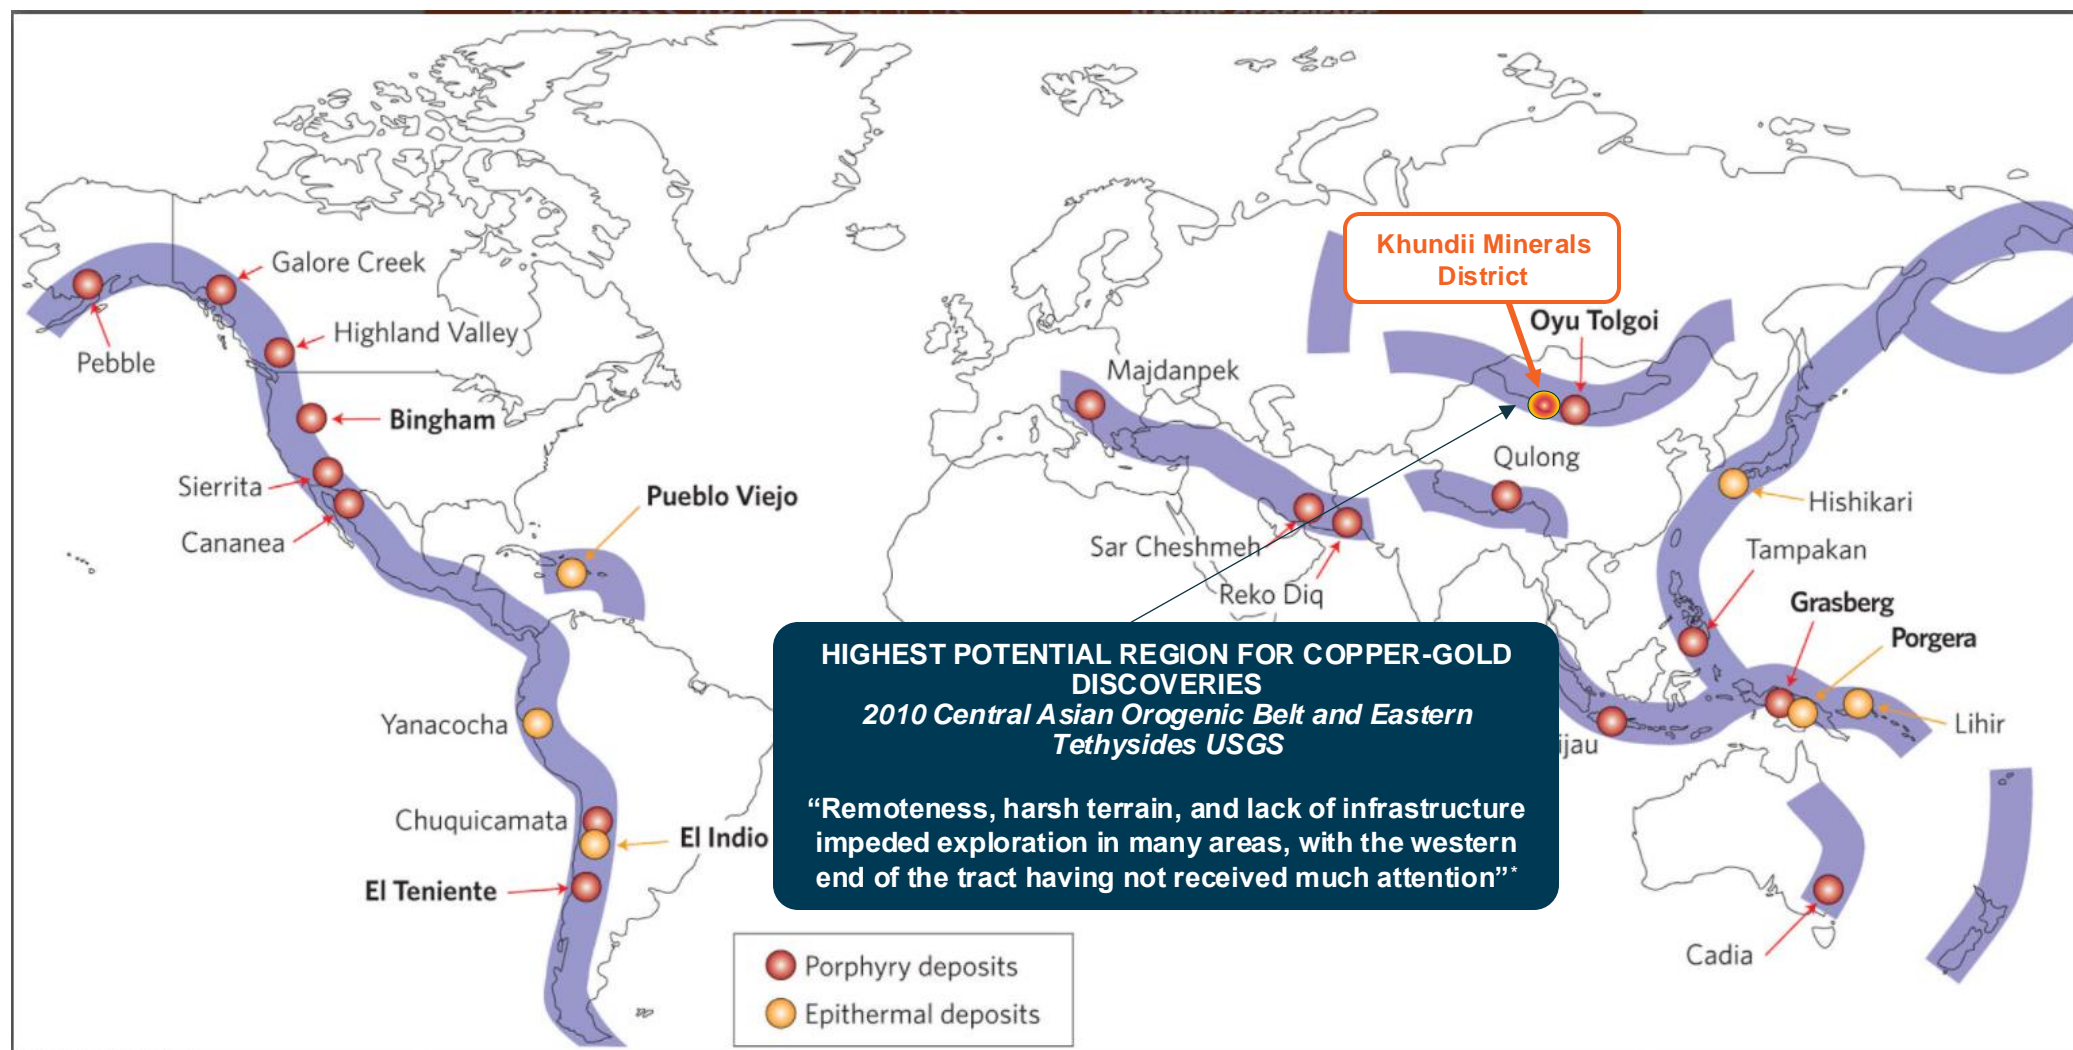 Khundii Minerals
District
Galore Creek
Oyu Tolgoi
Highland Valley
Pebble
Majdanpek
Bingham
Qulong
Sierrita
Pueblo Viejo
Hishikari
Cananea
Sar Cheshmeh
Tampakan
Reko Diq
Grasberg
Porgera
HIGHEST POTENTIAL REGION FOR COPPER-GOLD
DISCOVERIES
2010 Central Asian Orogenic Belt and Eastern
Tethysides USGS
“Remoteness, harsh terrain, and lack of infrastructure
impeded exploration in many areas, with the western
end of the tract having not received much attention”*
Yanacocha
Lihir
ijau
Chuquicamata
El Indio
El Teniente
Cadia
Porphyry deposits
Epithermal deposits